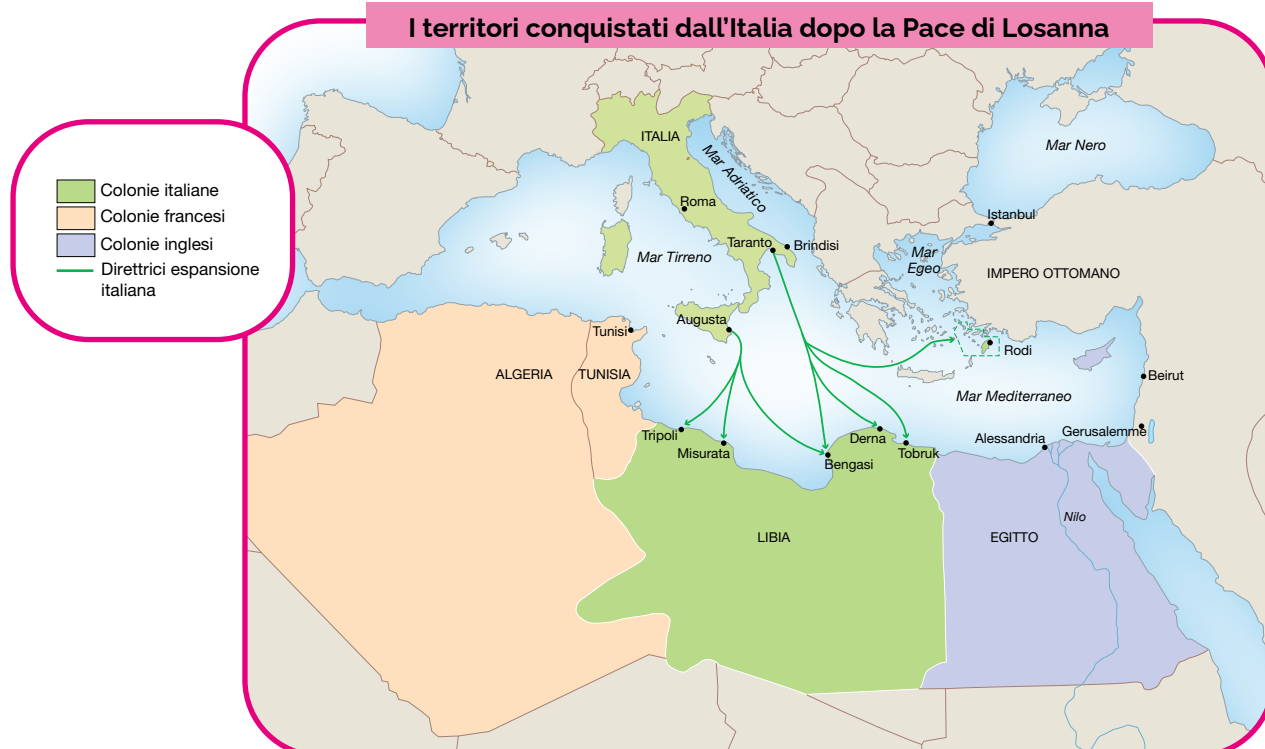 I territori conquistati dall'Italia dopo la Pace di Losanna
Colonie italiane
Colonie francesi
Colonie inglesi
Direttrici espansione
italiana
ITALIA
Mar Adriatico
Mar Nero
Roma
Istanbul
Taranto
Brindisi
Mar Tirreno
Mar
Egeo
IMPERO OTTOMANO
Augusta
Tunisi
Rodi
ALGERIA
TUNISIA
Beirut
Mar Mediterraneo
Tripoli
Misurata
Derna
Tobruk
Bengasi
Alessandria
Gerusalemme
Nilo
LIBIA
EGITTO